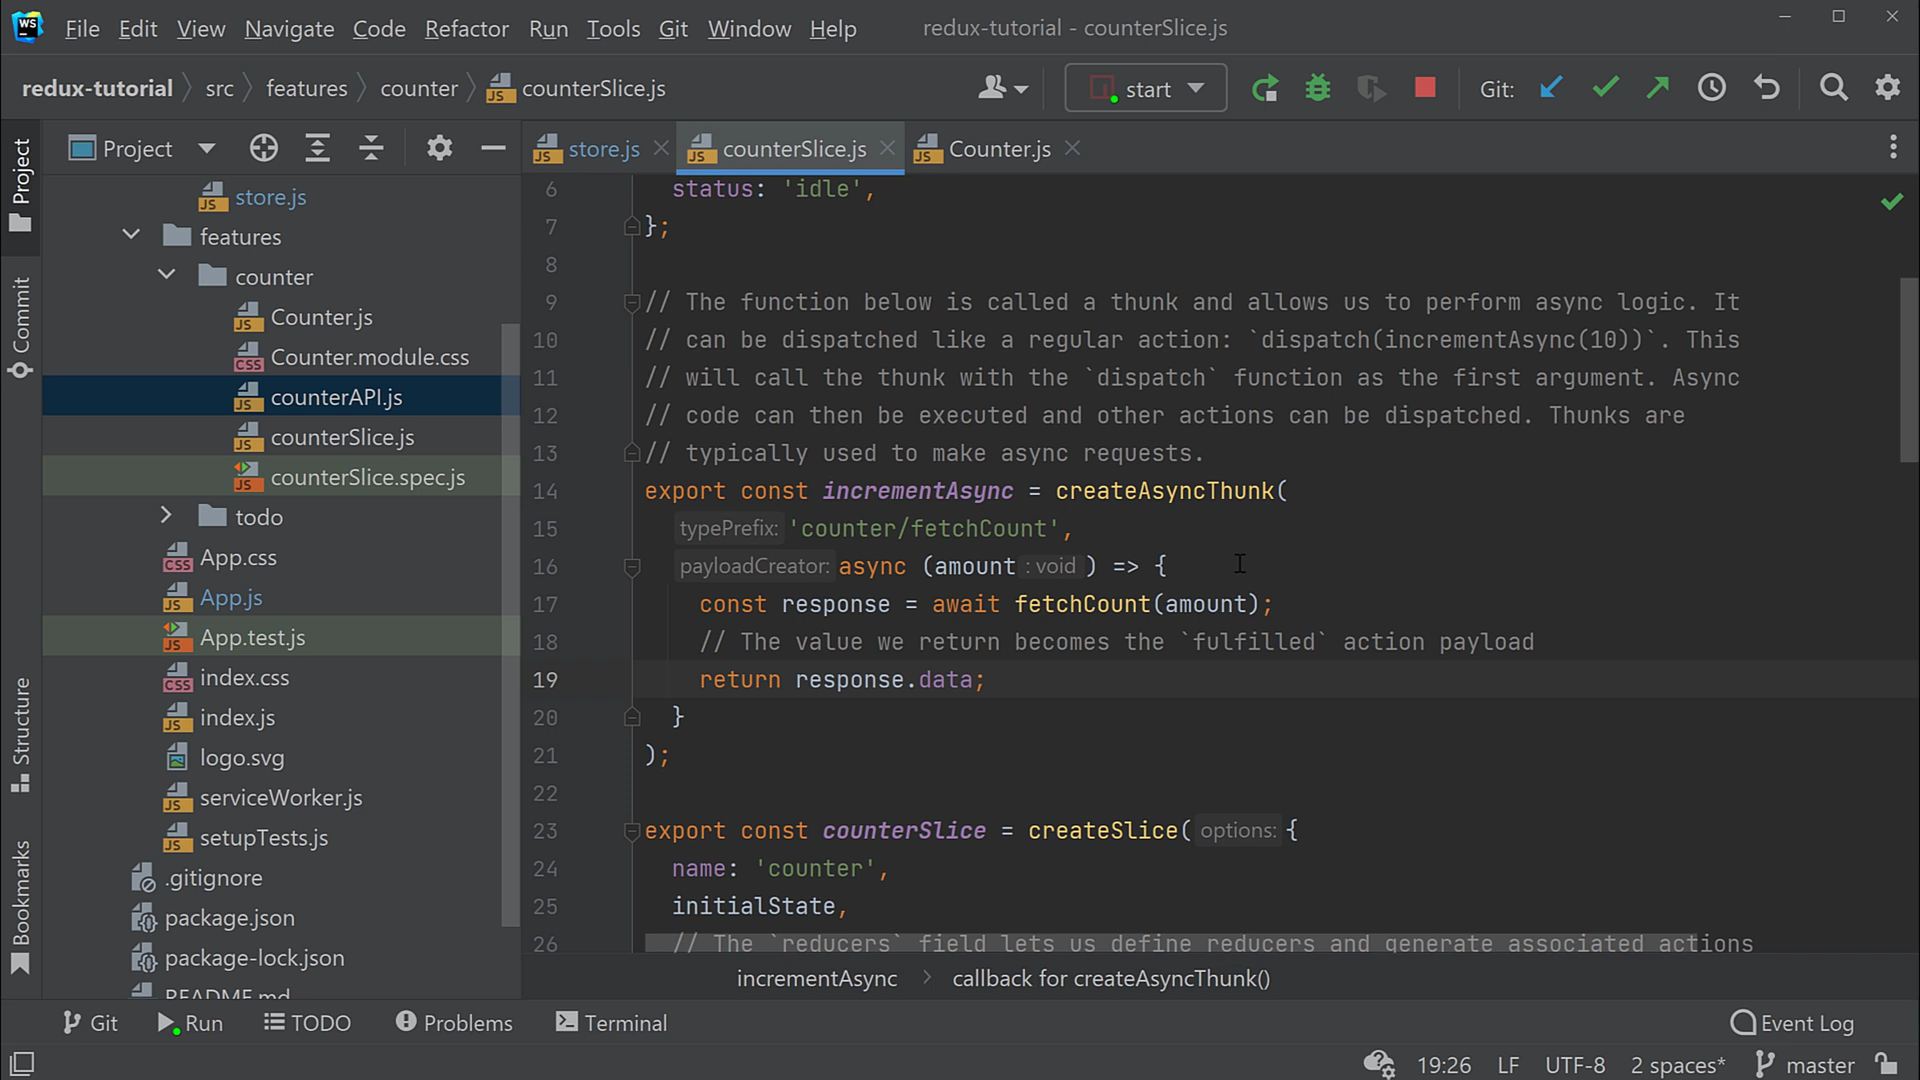 WS File Edit View Navigate Code Refactor Run Tools Git Window Help redux-tutorial - counterSlice.js
redux-tutorial src features counter counterSlice.js start Git:
Project
Commit
Structure
Bookmarks
Project
store.js
features
counter
Counter.js
Counter.module.css
counterAPI.js
counterSlice.js
counterSlice.spec.js
todo
App.css
App.js
App.test.js
index.css
index.js
logo.svg
serviceWorker.js
setupTests.js
.gitignore
package.json
package-lock.json
README.md
store.js counterSlice.js Counter.js
6 status: 'idle',
7 };
8
9 // The function below is called a thunk and allows us to perform async logic. It
10 // can be dispatched like a regular action: `dispatch(incrementAsync(10))`. This
11 // will call the thunk with the `dispatch` function as the first argument. Async
12 // code can then be executed and other actions can be dispatched. Thunks are
13 // typically used to make async requests.
14 export const incrementAsync = createAsyncThunk(
15 typePrefix: 'counter/fetchCount',
16 payloadCreator: async (amount : void ) => {
17 const response = await fetchCount(amount);
18 // The value we return becomes the `fulfilled` action payload
19 return response.data;
20 }
21 );
22
23 export const counterSlice = createSlice( options: {
24 name: 'counter',
25 initialState,
26 // The `reducers` field lets us define reducers and generate associated actions
incrementAsync callback for createAsyncThunk()
Git Run TODO Problems Terminal Event Log
19:26 LF UTF-8 2 spaces* master